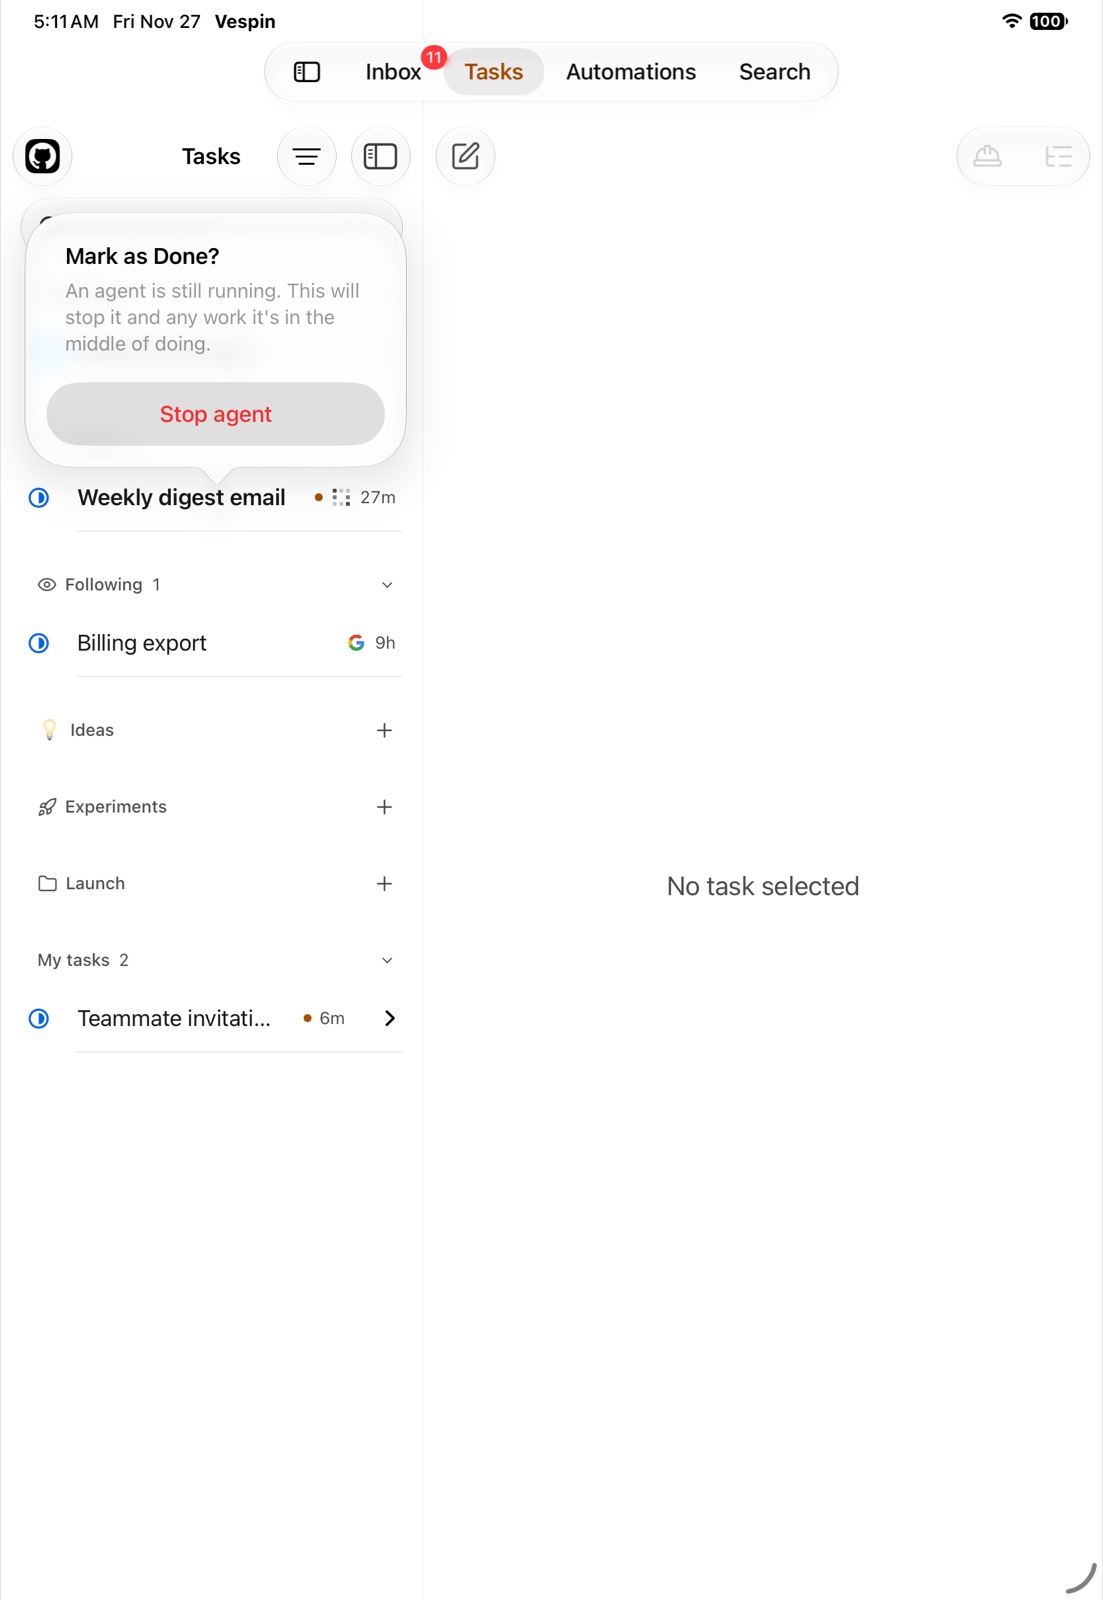 5:11 AM Fri Nov 27 Vespin
100
Inbox 11 Tasks Automations Search
Tasks
Mark as Done?
An agent is still running. This will
stop it and any work it's in the
middle of doing.
Stop agent
Weekly digest email 27m
Following 1
Billing export 9h
Ideas
Experiments
Launch
My tasks 2
Teammate invitati... 6m
No task selected